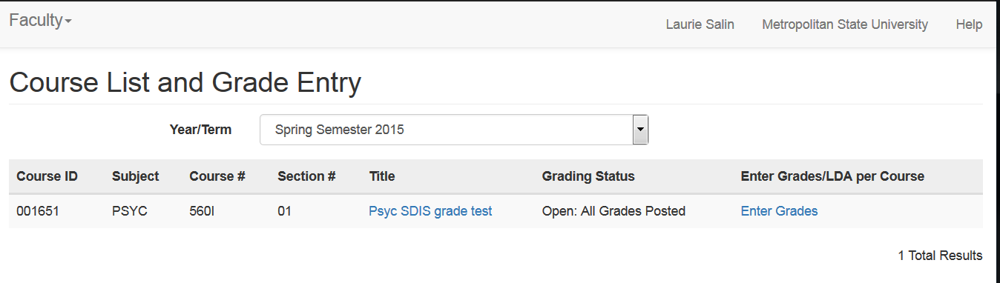 Faculty
Laurie Salin Metropolitan State University Help
Course List and Grade Entry
Year/Term Spring Semester 2015
Course ID Subject Course # Section # Title Grading Status Enter Grades/LDA per Course
001651 PSYC 560I 01 Psyc SDIS grade test Open: All Grades Posted Enter Grades
1 Total Results